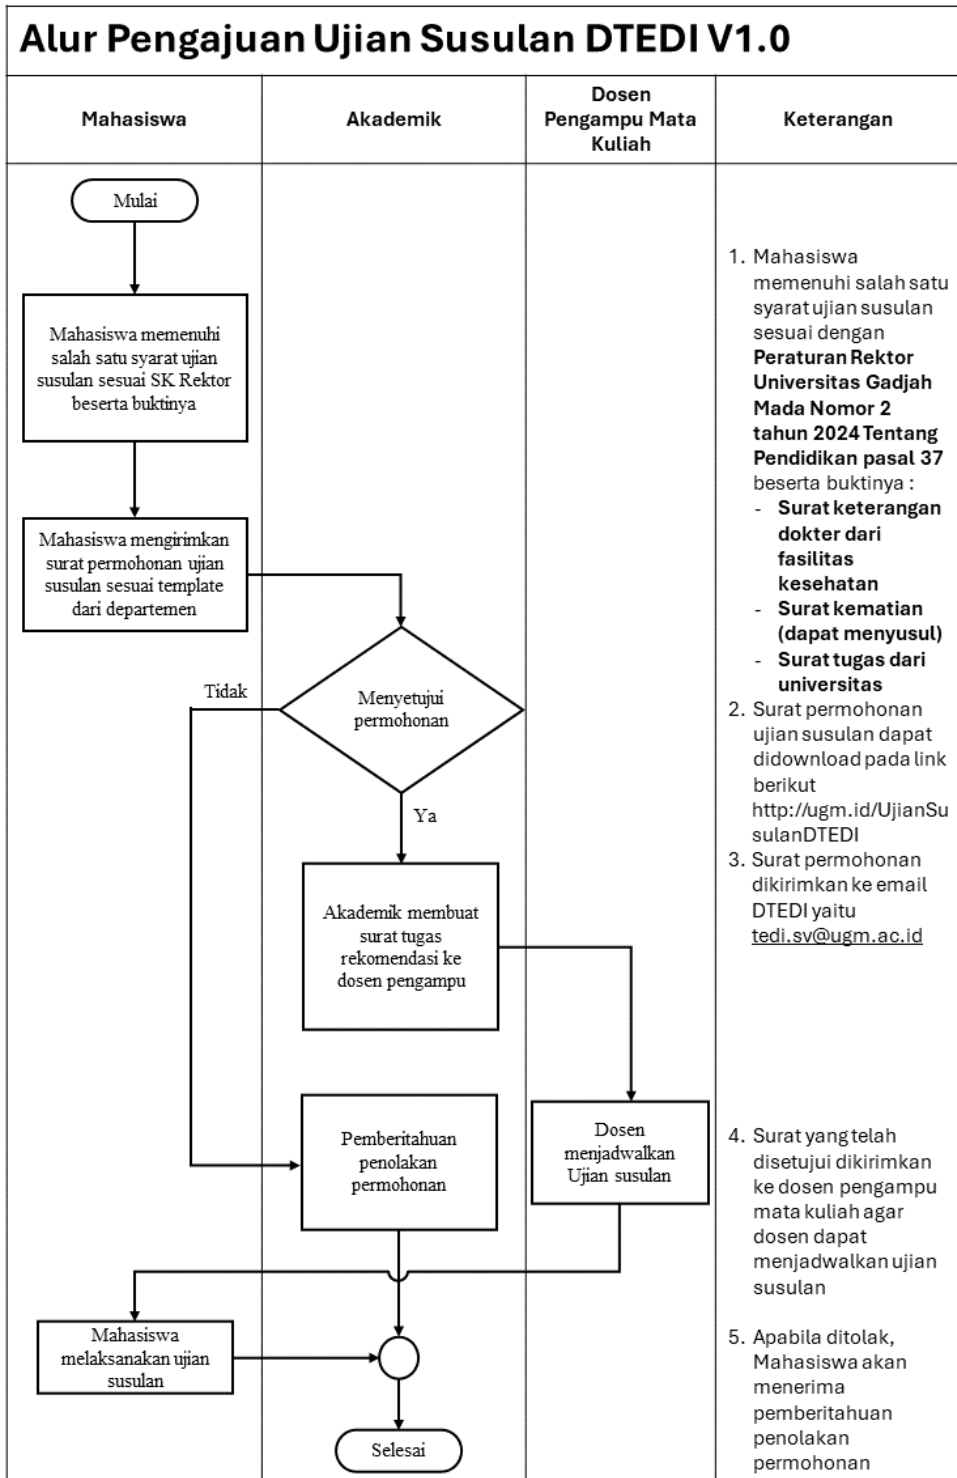 Alur Pengajuan Ujian Susulan DTEDI V1.0
Mahasiswa
Akademik
Dosen
Pengampu Mata
Kuliah
Keterangan
Mulai
Mahasiswa memenuhi
salah satu syarat ujian
susulan sesuai SK Rektor
beserta buktinya
Mahasiswa mengirimkan
surat permohonan ujian
susulan sesuai template
dari departemen
Menyetujui
permohonan
Tidak
Ya
Akademik membuat
surat tugas
rekomendasi ke
dosen pengampu
Pemberitahuan
penolakan
permohonan
Dosen
menjadwalkan
Ujian susulan
Mahasiswa
melaksanakan ujian
susulan
Selesai
1. Mahasiswa
memenuhi salah satu
syarat ujian susulan
sesuai dengan
Peraturan Rektor
Universitas Gadjah
Mada Nomor 2
tahun 2024 Tentang
Pendidikan pasal 37
beserta buktinya :
- Surat keterangan
dokter dari
fasilitas
kesehatan
- Surat kematian
(dapat menyusul)
- Surat tugas dari
universitas
2. Surat permohonan
ujian susulan dapat
didownload pada link
berikut
http://ugm.id/UjianSu
sulanDTEDI
3. Surat permohonan
dikirimkan ke email
DTEDI yaitu
tedi.sv@ugm.ac.id
4. Surat yang telah
disetujui dikirimkan
ke dosen pengampu
mata kuliah agar
dosen dapat
menjadwalkan ujian
susulan
5. Apabila ditolak,
Mahasiswa akan
menerima
pemberitahuan
penolakan
permohonan